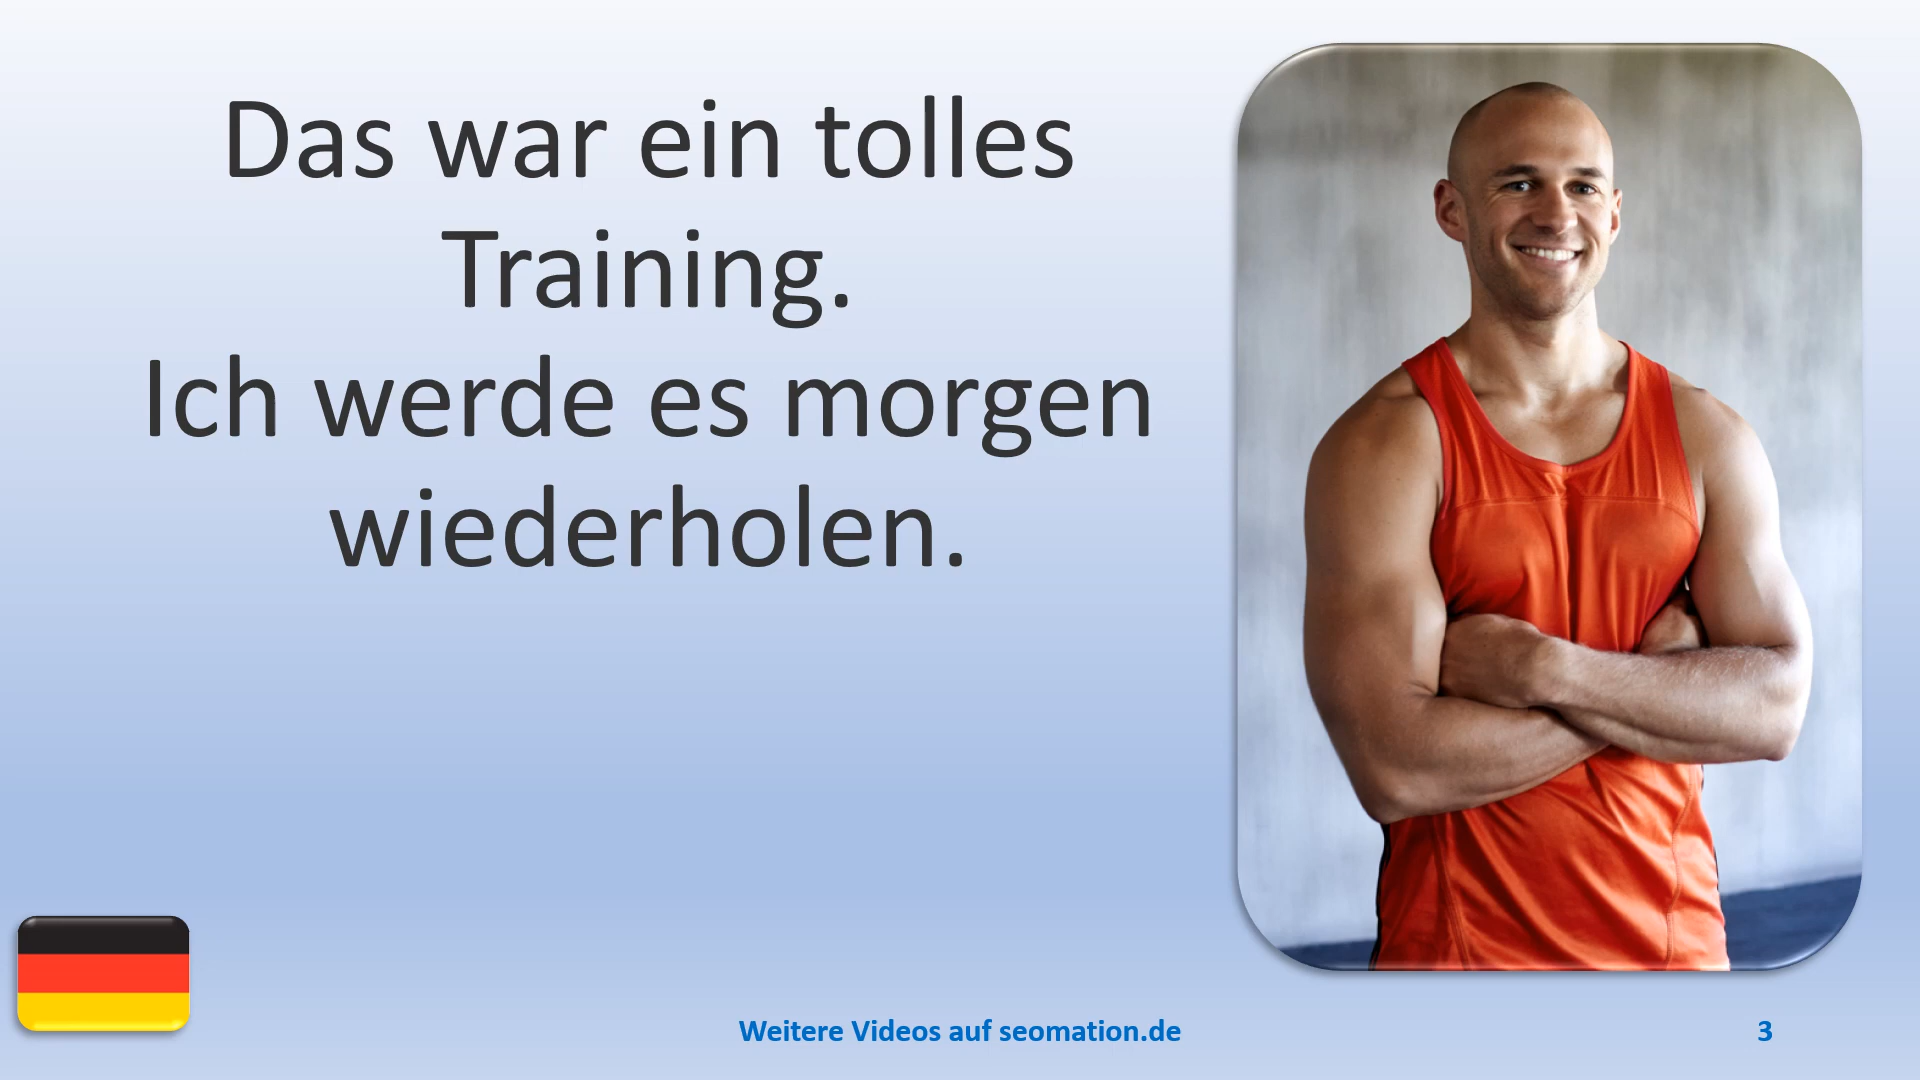 Das war ein tolles
Training.
Ich werde es morgen
wiederholen.
Weitere Videos auf seomation.de
3